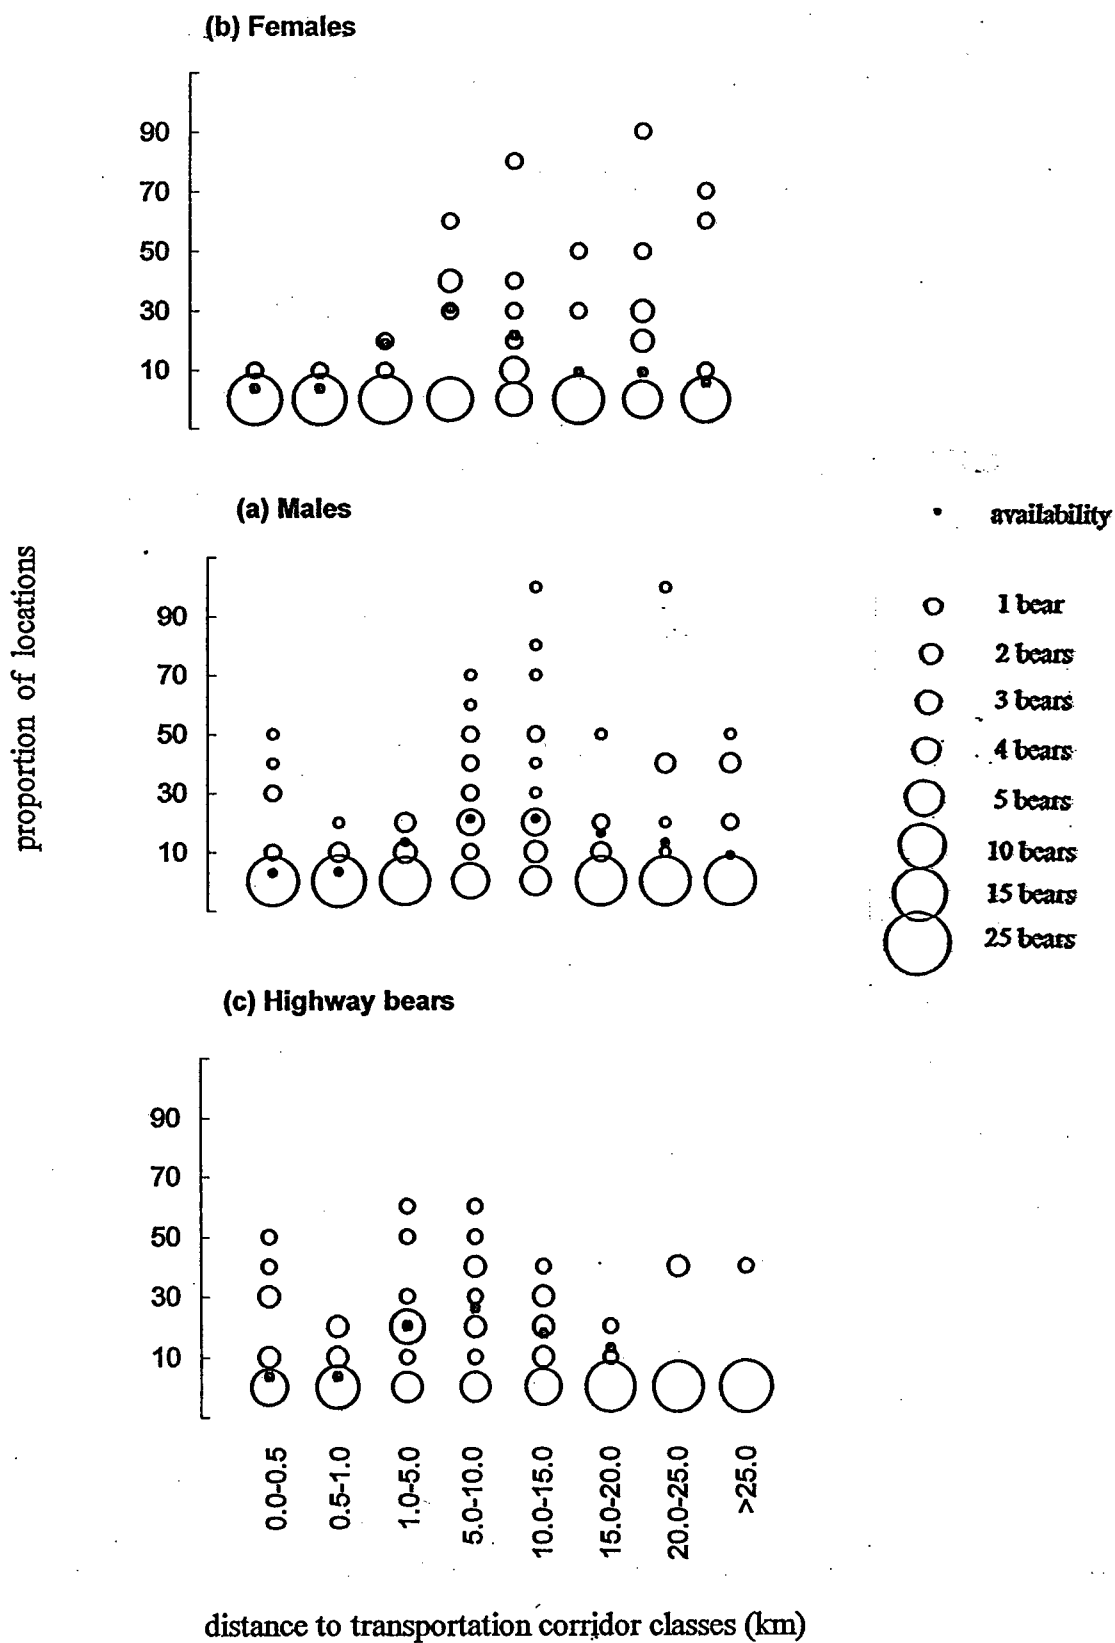 (b) Females
90
70
50
30
10
(a) Males
90
70
50
30
10
(c) Highway bears
90
70
50
30
10
0.0-0.5
0.5-1.0
1.0-5.0
5.0-10.0
10.0-15.0
15.0-20.0
20.0-25.0
>25.0
distance to transportation corridor classes (km)
proportion of locations
availability
1 bear
2 bears
3 bears
4 bears
5 bears
10 bears
15 bears
25 bears